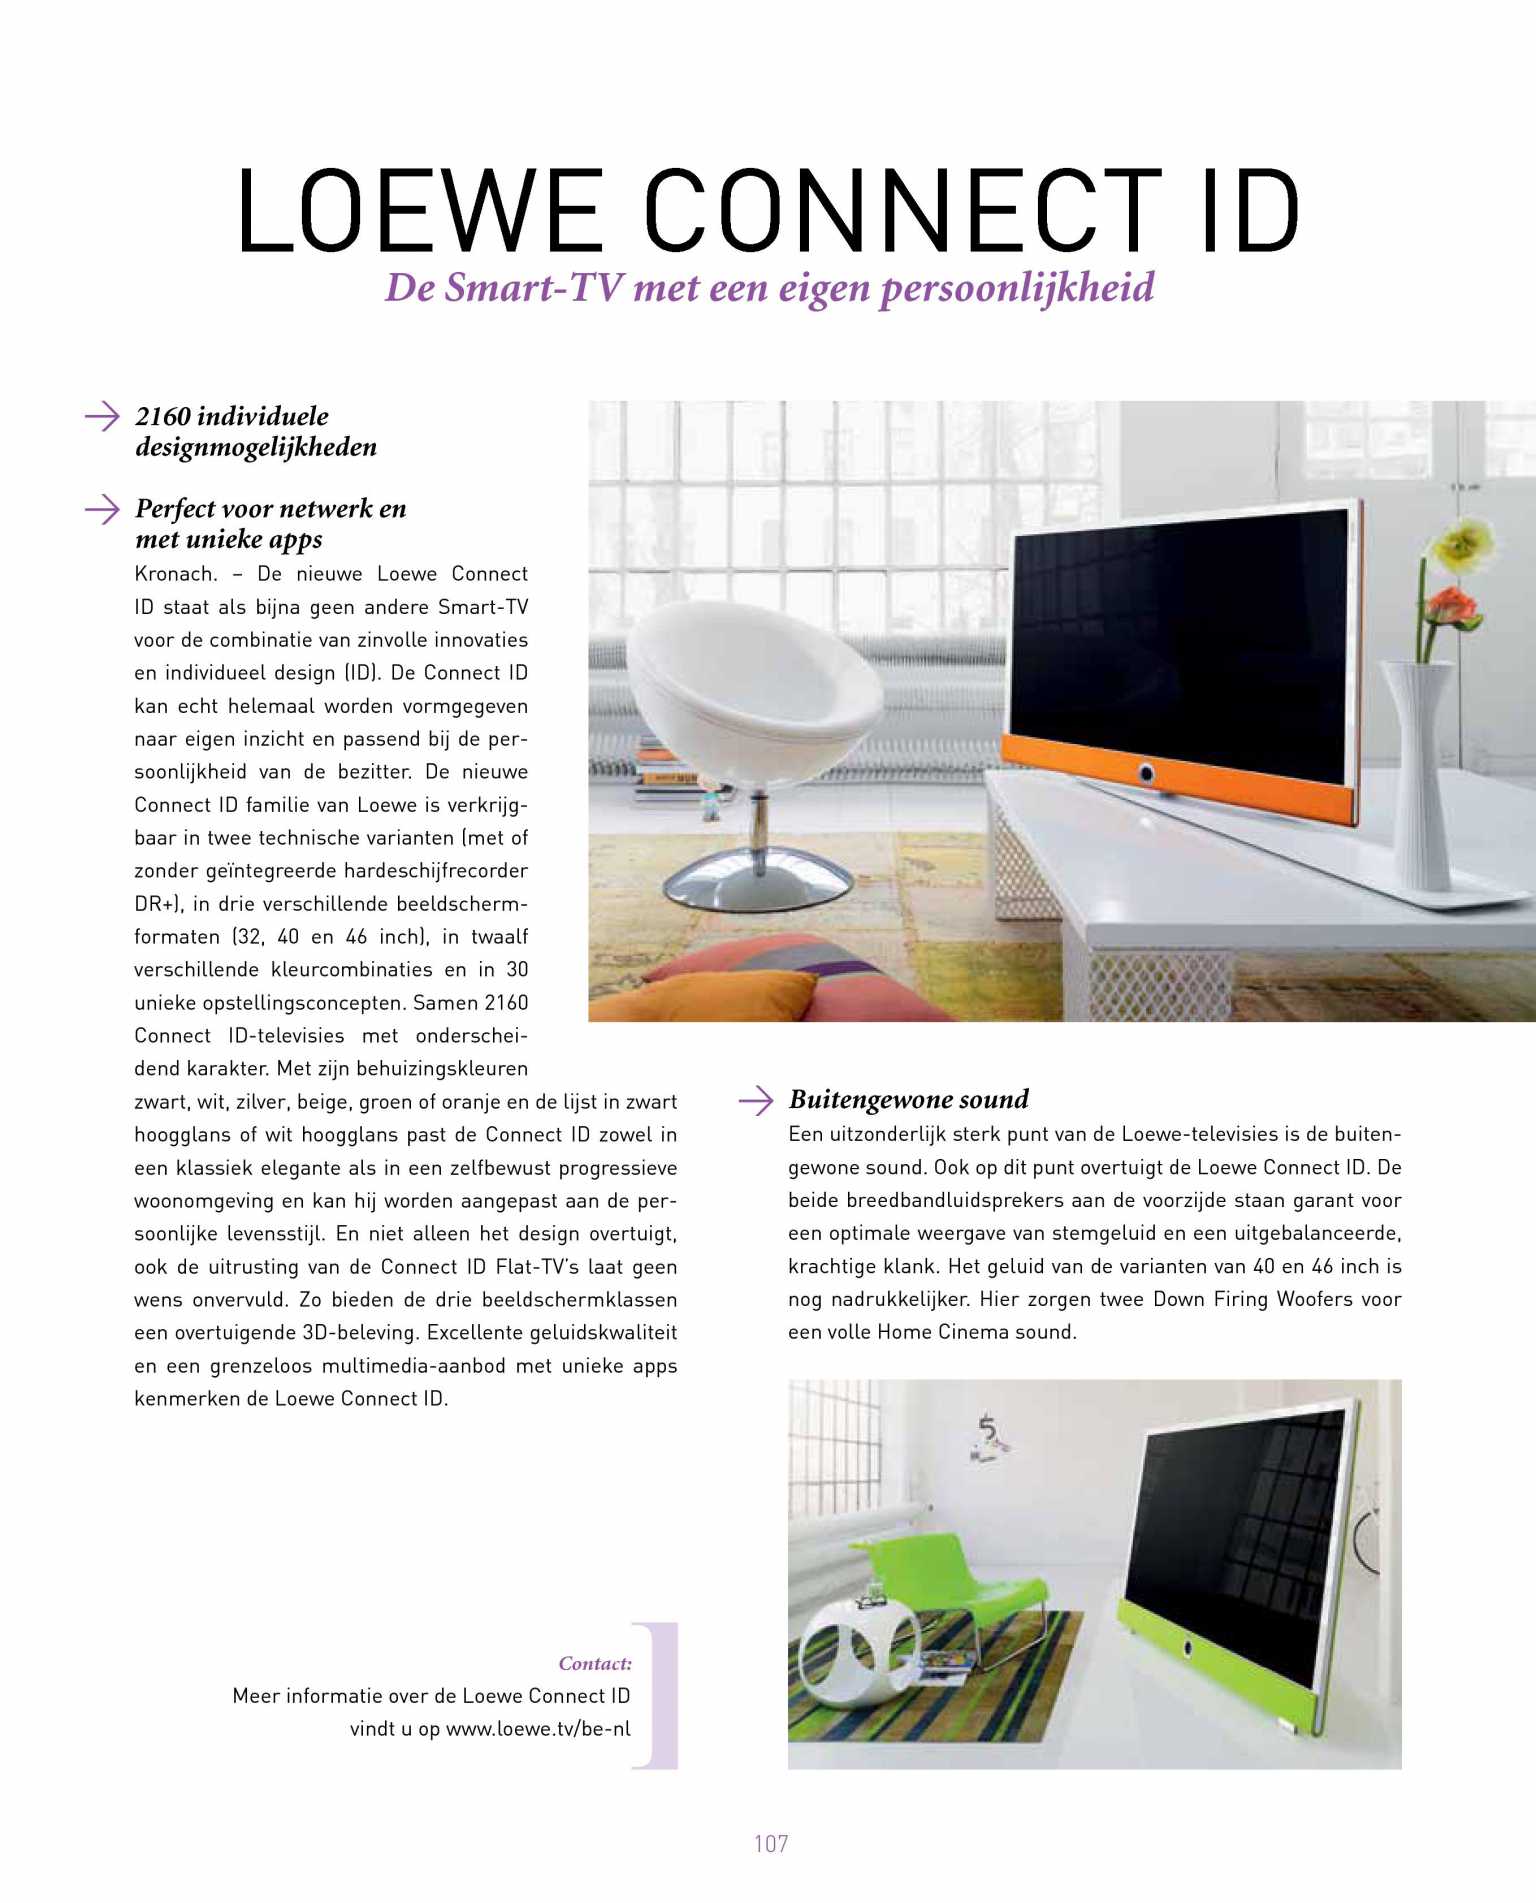 LOEWE CONNECT ID
De Smart-TV met een eigen persoonlijkheid
2160 individuele
designmogelijkheden
Perfect voor netwerk en
met unieke apps
Kronach. – De nieuwe Loewe Connect
ID staat als bijna geen andere Smart-TV
voor de combinatie van zinvolle innovaties
en individueel design (ID). De Connect ID
kan echt helemaal worden vormgegeven
naar eigen inzicht en passend bij de per-
soonlijkheid van de bezitter. De nieuwe
Connect ID familie van Loewe is verkrijg-
baar in twee technische varianten (met of
zonder geïntegreerde hardeschijfrecorder
DR+), in drie verschillende beeldscherm-
formaten (32, 40 en 46 inch), in twaalf
verschillende kleurcombinaties en in 30
unieke opstellingsconcepten. Samen 2160
Connect ID-televisies met onderschei-
dend karakter. Met zijn behuizingskleuren
zwart, wit, zilver, beige, groen of oranje en de lijst in zwart
hoogglans of wit hoogglans past de Connect ID zowel in
een klassiek elegante als in een zelfbewust progressieve
woonomgeving en kan hij worden aangepast aan de per-
soonlijke levensstijl. En niet alleen het design overtuigt,
ook de uitrusting van de Connect ID Flat-TV's laat geen
wens onvervuld. Zo bieden de drie beeldschermklassen
een overtuigende 3D-beleving. Excellente geluidskwaliteit
en een grenzeloos multimedia-aanbod met unieke apps
kenmerken de Loewe Connect ID.
Contact:
Meer informatie over de Loewe Connect ID
vindt u op www.loewe.tv/be-nl
Buitengewone sound
Een uitzonderlijk sterk punt van de Loewe-televisies is de buiten-
gewone sound. Ook op dit punt overtuigt de Loewe Connect ID. De
beide breedbandluidsprekers aan de voorzijde staan garant voor
een optimale weergave van stemgeluid en een uitgebalanceerde,
krachtige klank. Het geluid van de varianten van 40 en 46 inch is
nog nadrukkelijker. Hier zorgen twee Down Firing Woofers voor
een volle Home Cinema sound.
5
107